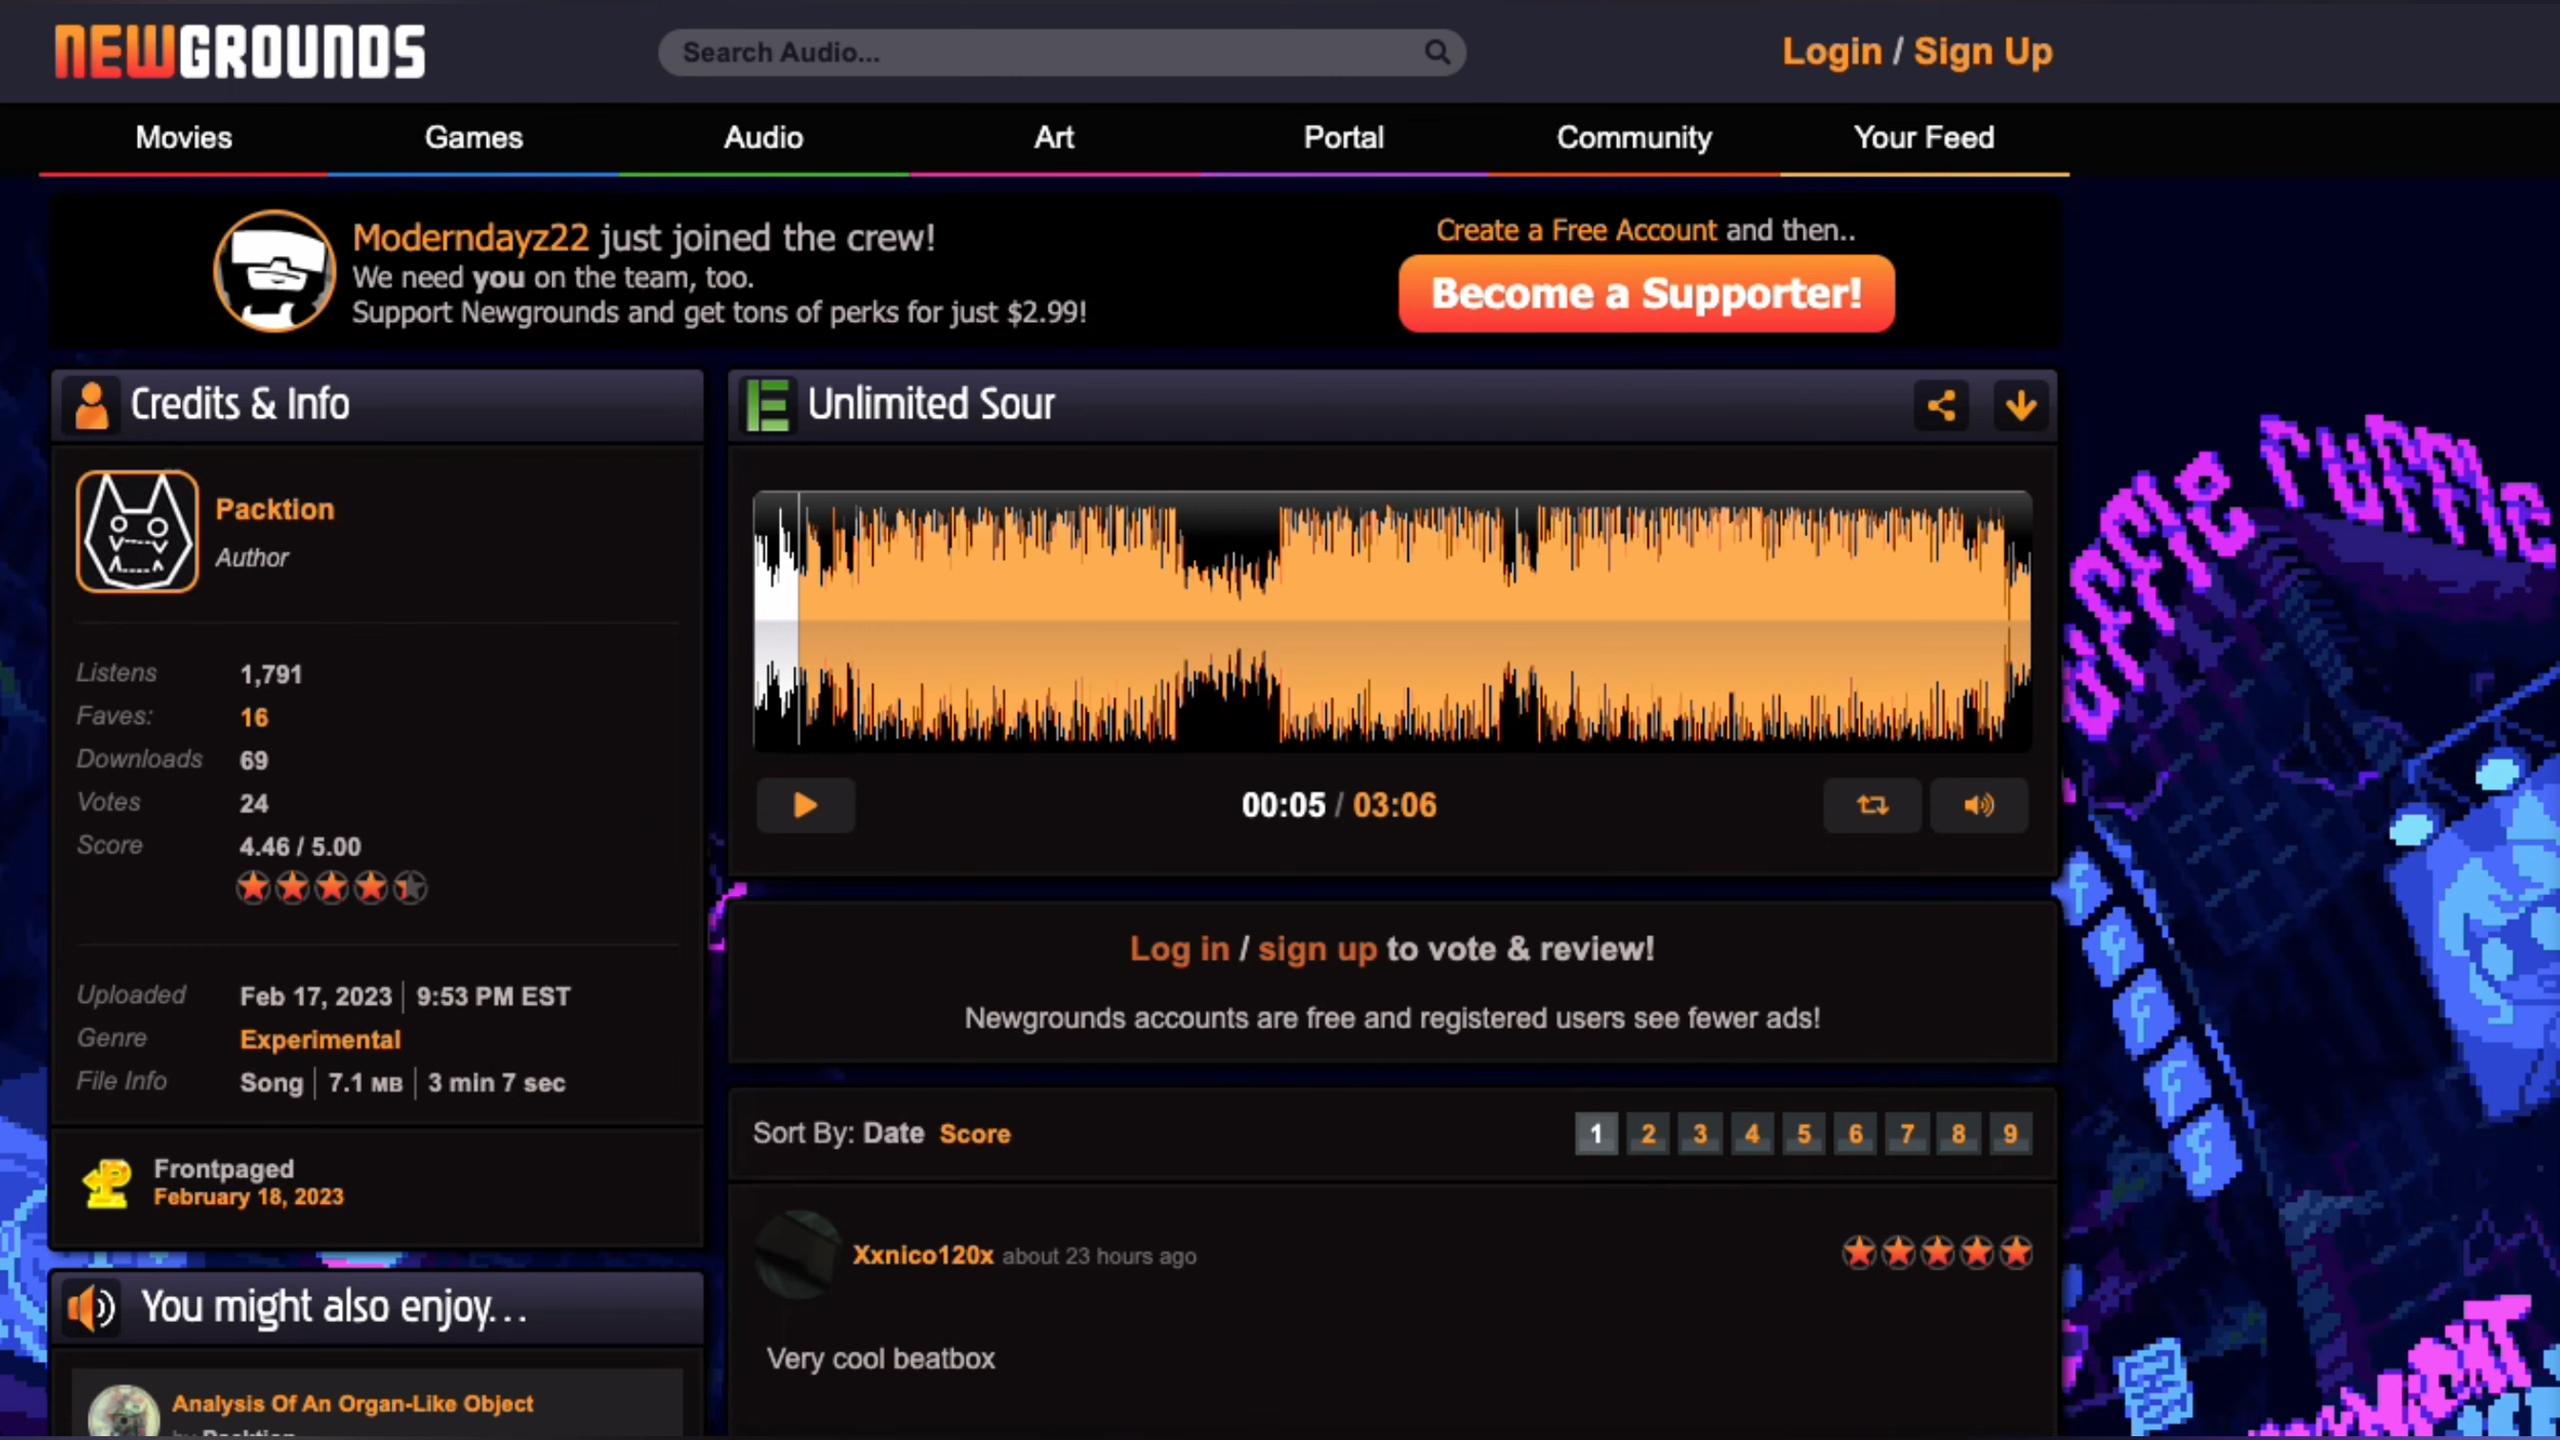 NEWGROUNDS
Search Audio...
Login / Sign Up
Movies
Games
Audio
Art
Portal
Community
Your Feed
Moderndayz22 just joined the crew!
We need you on the team, too.
Support Newgrounds and get tons of perks for just $2.99!
Create a Free Account and then..
Become a Supporter!
Credits & Info
Packtion
Author
Listens 1,791
Faves: 16
Downloads 69
Votes 24
Score 4.46 / 5.00
Uploaded Feb 17, 2023 | 9:53 PM EST
Genre Experimental
File Info Song | 7.1 MB | 3 min 7 sec
Frontpaged
February 18, 2023
You might also enjoy...
Analysis Of An Organ-Like Object
by Packtion
E Unlimited Sour
00:05 / 03:06
Log in / sign up to vote & review!
Newgrounds accounts are free and registered users see fewer ads!
Sort By: Date Score
1 2 3 4 5 6 7 8 9
Xxnico120x about 23 hours ago
Very cool beatbox